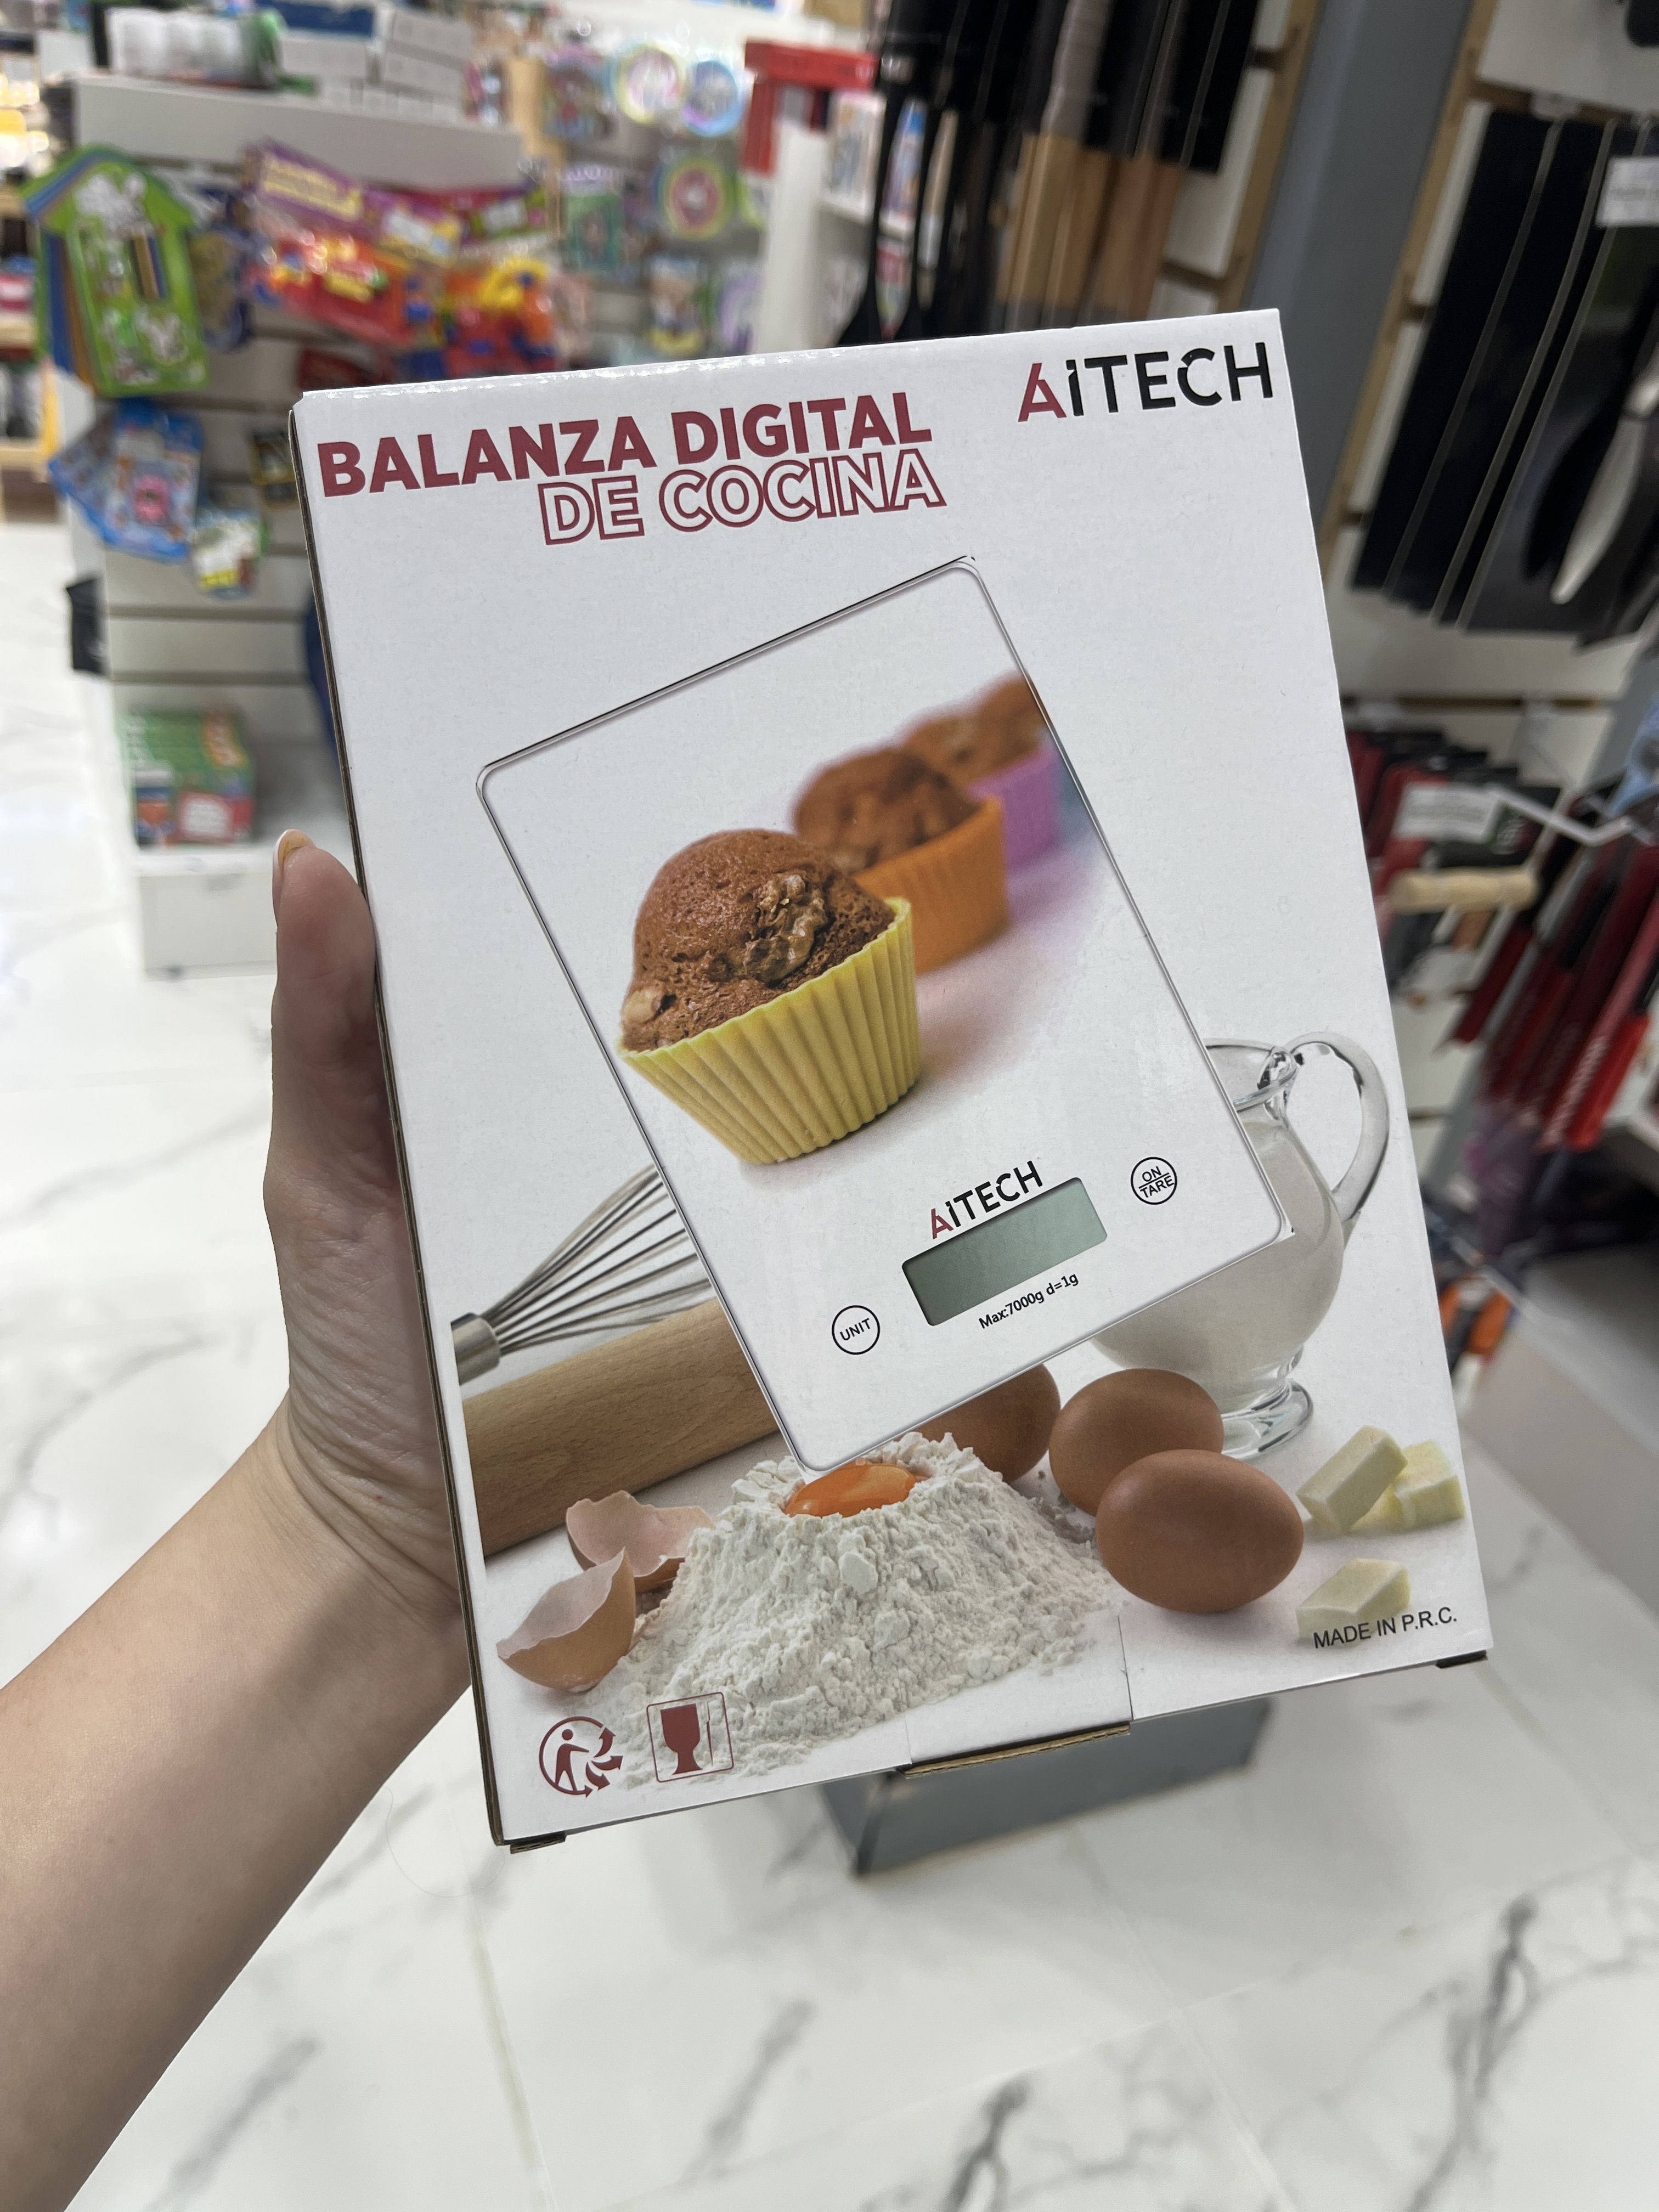 AiTECH
BALANZA DIGITAL
DE COCINA
AiTECH
ON
TARE
UNIT
Max:7000g d=1g
MADE IN P.R.C.